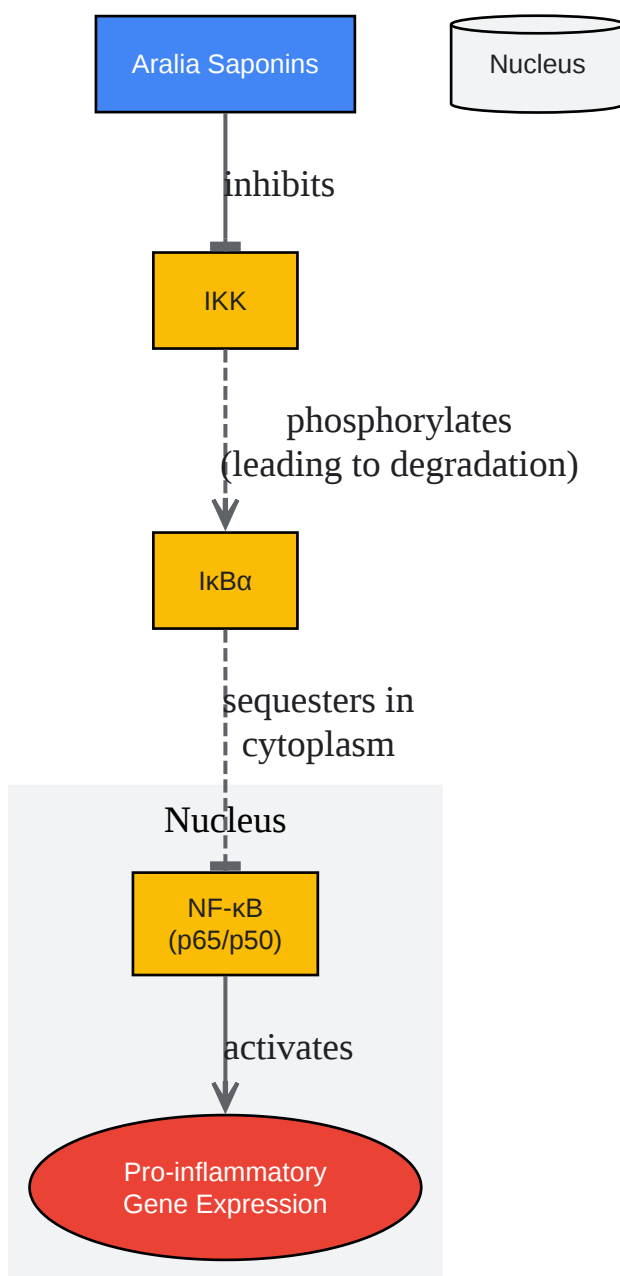 Aralia Saponins
Nucleus
inhibits
IKK
phosphorylates
(leading to degradation)
IκBα
sequesters in
cytoplasm
Nucleus
NF-κB
(p65/p50)
activates
Pro-inflammatory
Gene Expression